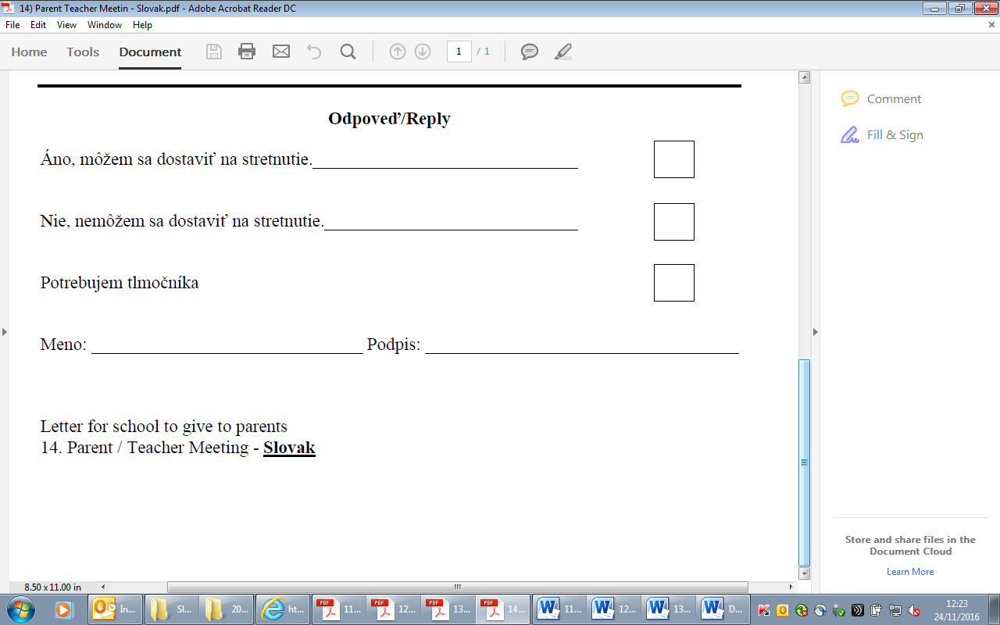 14) Parent Teacher Meetin - Slovak.pdf - Adobe Acrobat Reader DC
File Edit View Window Help
Home Tools Document 1 / 1
Comment
Fill & Sign
Odpoveď/Reply
Áno, môžem sa dostaviť na stretnutie.
Nie, nemôžem sa dostaviť na stretnutie.
Potrebujem tlmočníka
Meno: Podpis:
Letter for school to give to parents
14. Parent / Teacher Meeting - Slovak
Store and share files in the
Document Cloud
Learn More
8.50 x 11.00 in
In... Sl... 20... ht... 11... 12... 13... 14... 11... 12... 13... D...
12:23
24/11/2016